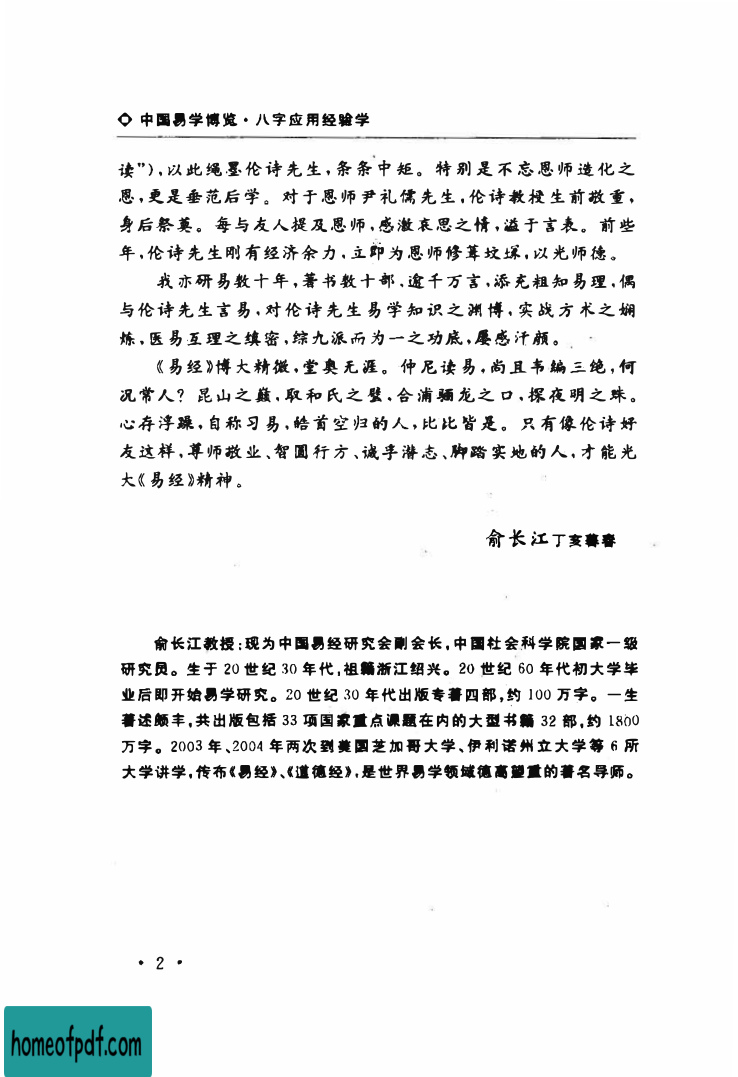 中国易学博览·八字应用经验学
读”),以此绳墨伦诗先生,条条中矩。特别是不忘恩师造化之
恩,更是垂范后学。对于恩师尹礼儒先生,伦诗教授生前敬重,
身后祭奠。每与友人提及恩师,感激哀思之情,溢于言表。前些
年,伦诗先生刚有经济余力,立即为恩师修葺坟墓,以光师德。
我亦研易数十年,著书数十部,逾千万言,添充粗知易理,偶
与伦诗先生言易,对伦诗先生易学知识之渊博,实战方术之娴
炼,医易互理之缜密,综九派而为一之功底,屡感汗颜。
《易经》博大精微,堂奥无涯。仲尼读易,尚且韦编三绝,何
况常人?昆山之巅,取和氏之璧,合浦骊龙之口,探夜明之珠。
心存浮躁,自称习易,皓首空归的人,比比皆是。只有像伦诗好
友这样,尊师敬业、智圆行方、诚孚潜志、脚踏实地的人,才能光
大《易经》精神。
俞长江丁亥暮春
俞长江教授:现为中国易经研究会副会长,中国社会科学院国家一级
研究员。生于20世纪30年代,祖籍浙江绍兴。20世纪60年代初大学毕
业后即开始易学研究。20世纪30年代出版专著四部,约100万字。一生
著述颇丰,共出版包括33项国家重点课题在内的大型书籍32部,约1800
万字。2003年、2004年两次到美国芝加哥大学、伊利诺州立大学等6所
大学讲学,传布《易经》、《道德经》,是世界易学领域德高望重的著名导师。
·2·
homeofpdf.com